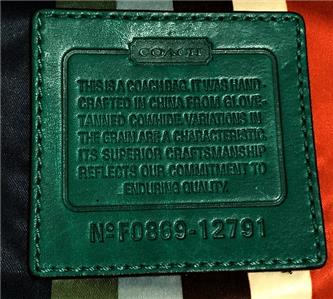 COACH
THIS IS A COACH BAG. IT WAS HAND-
CRAFTED IN CHINA FROM GLOVE-
TANNED COWHIDE VARIATIONS IN
THE GRAIN ARE A CHARACTERISTIC.
ITS SUPERIOR CRAFTSMANSHIP
REFLECTS OUR COMMITMENT TO
ENDURING QUALITY.
Nº F0869-12791